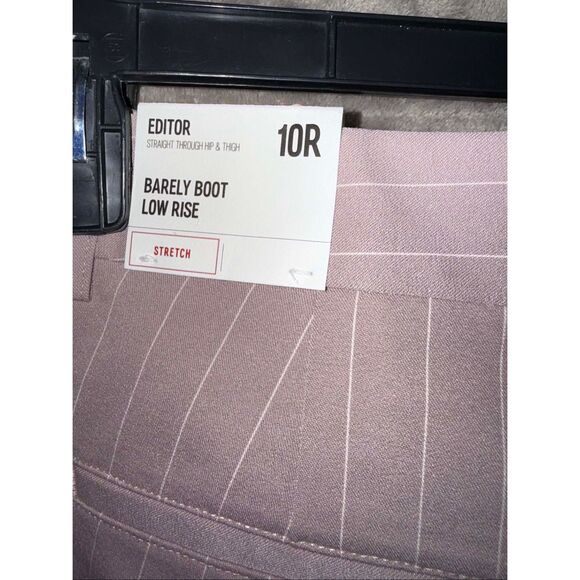 EDITOR
10R
STRAIGHT THROUGH HIP & THIGH
BARELY BOOT
LOW RISE
STRETCH